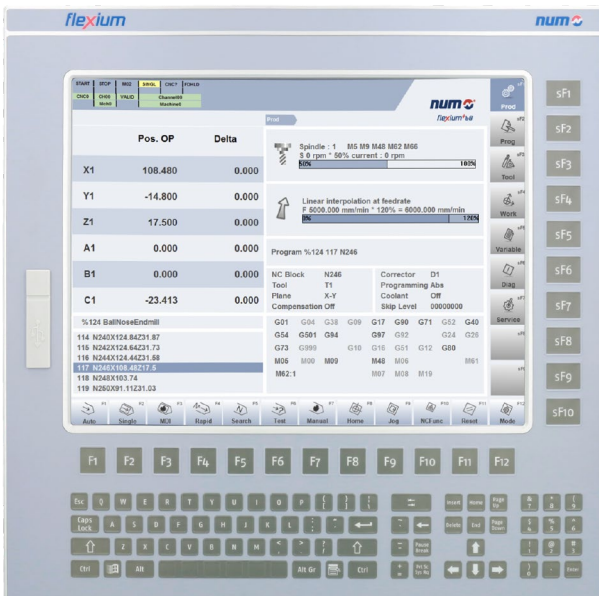 flexium
num
START STOP RES SINGL CNC? FCHLD
CNC0 CH00 VALID Channel00
Machine0
num
flexium+ 68
Prod
Pos. OP Delta
X1 108.480 0.000
Y1 -14.800 0.000
Z1 17.500 0.000
A1 0.000 0.000
B1 0.000 0.000
C1 -23.413 0.000
Spindle : 1 M5 M9 M48 M62 M66
S 0 rpm * 50% current : 0 rpm
50% 100%
Linear interpolation at feedrate
F 5000.000 mm/min * 120% = 6000.000 mm/min
0% 120%
Program %124 117 N246
NC Block N246 Corrector D1
Tool T1 Programming Abs
Plane X-Y Coolant Off
Compensation Off Skip Level 00000000
%124 BallNoseEndmill
114 N240X124.84Z31.87
115 N242X124.64Z31.73
116 N244X124.44Z31.58
117 N246X108.48Z17.5
118 N248X103.74
119 N250X91.11Z31.03
G01 G04 G38 G09 G17 G90 G71 G52 G40
G54 G501 G94 G97 G92 G24 G26
G73 G999 G10 G16 G51 G12 G80
M06 M00 M09 M48 M06 M61
M62:1 M07 M08 M19
Prod
Prog
Tool
Work
Variable
Diag
Service
Auto Single MDI Rapid Search Test Manual Home Jog NCFunc Reset Mode
sF1
sF2
sF3
sF4
sF5
sF6
sF7
sF8
sF9
sF10
F1 F2 F3 F4 F5 F6 F7 F8 F9 F10 F11 F12
Esc Q W E R T Y U I O P Insert Home Page Up
Caps Lock A S D F G H J K L Delete End Page Down
Z X C V B N M Pause Break
Ctrl Alt Alt Gr Ctrl Enter